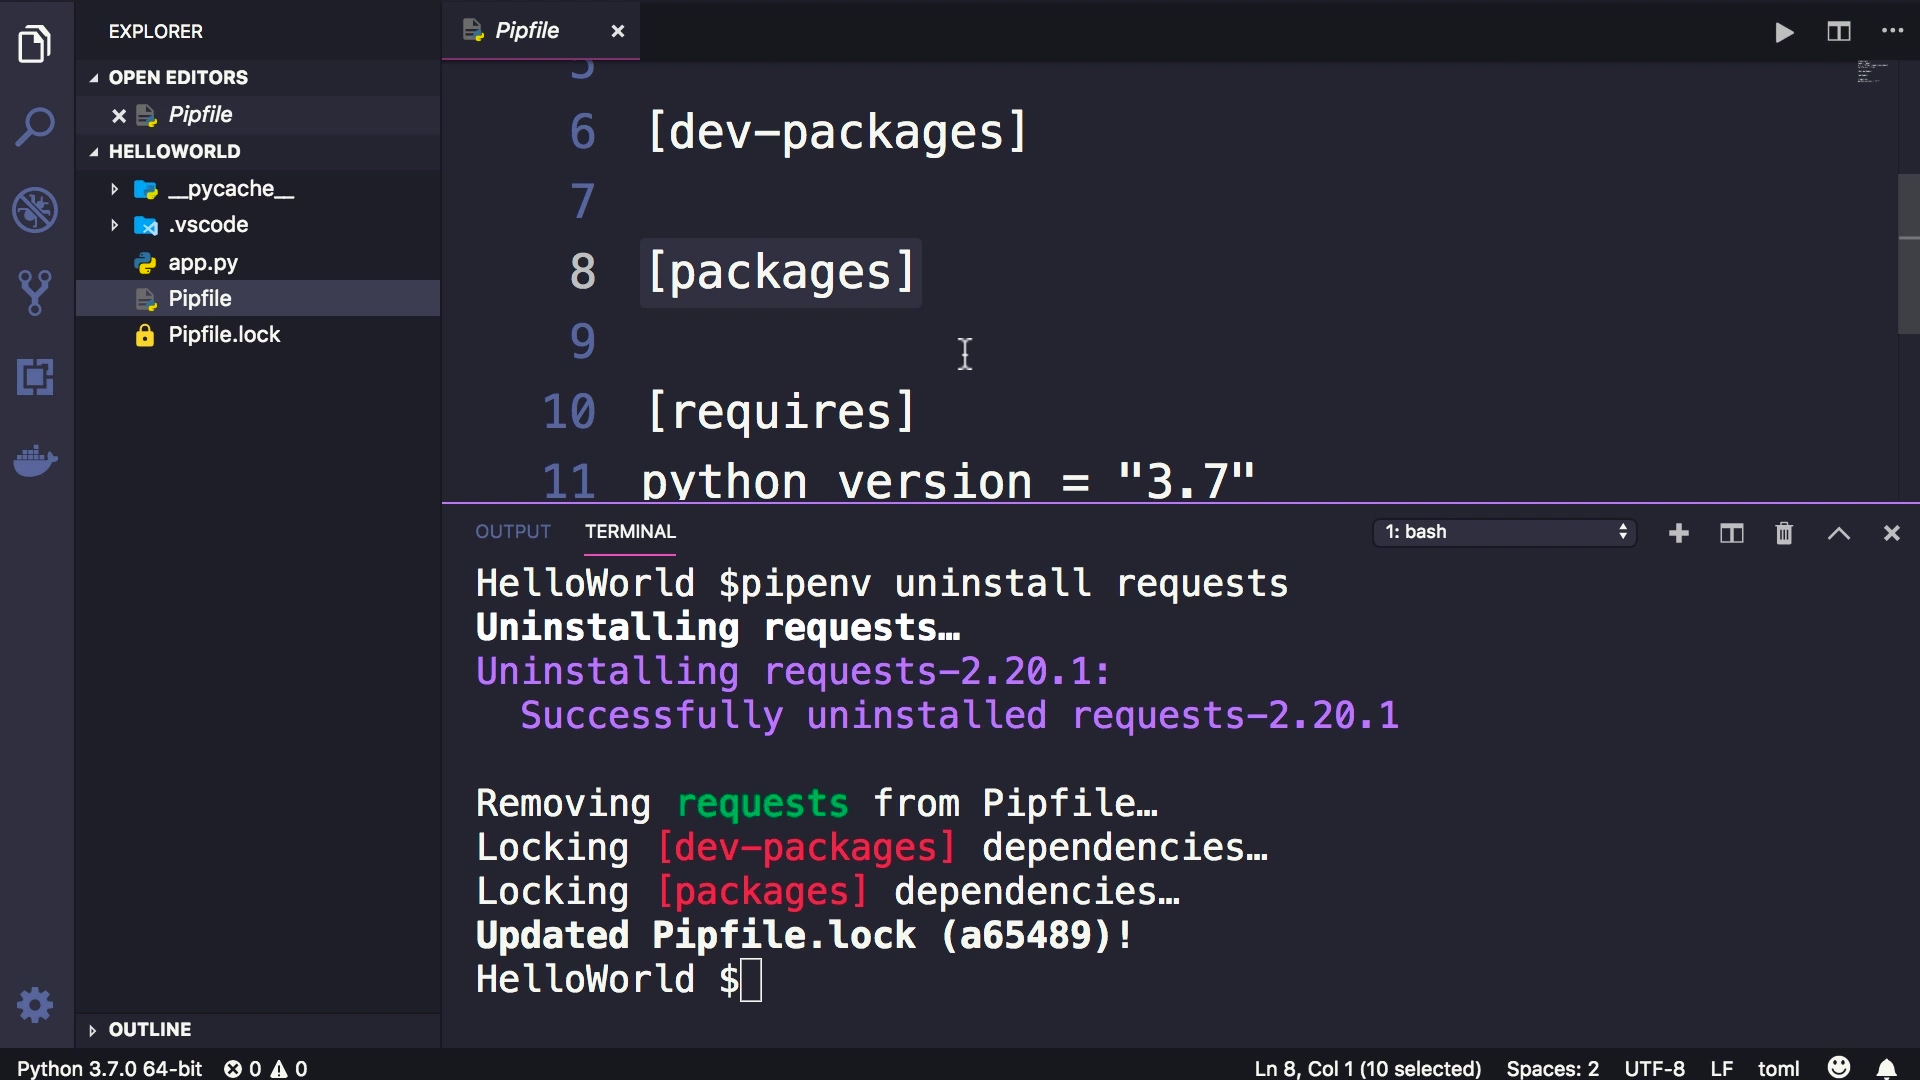 EXPLORER
OPEN EDITORS
Pipfile
HELLOWORLD
__pycache__
.vscode
app.py
Pipfile
Pipfile.lock
OUTLINE
Pipfile
5
6 [dev-packages]
7
8 [packages]
9
10 [requires]
11 python_version = "3.7"
OUTPUT TERMINAL 1: bash
HelloWorld $pipenv uninstall requests
Uninstalling requests…
Uninstalling requests-2.20.1:
Successfully uninstalled requests-2.20.1
Removing requests from Pipfile…
Locking [dev-packages] dependencies…
Locking [packages] dependencies…
Updated Pipfile.lock (a65489)!
HelloWorld $
Python 3.7.0 64-bit 0 0 Ln 8, Col 1 (10 selected) Spaces: 2 UTF-8 LF toml